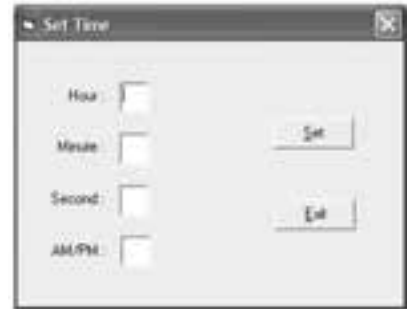 Set Time
Hour :
Set
Minute :
Second :
Exit
AM/PM :